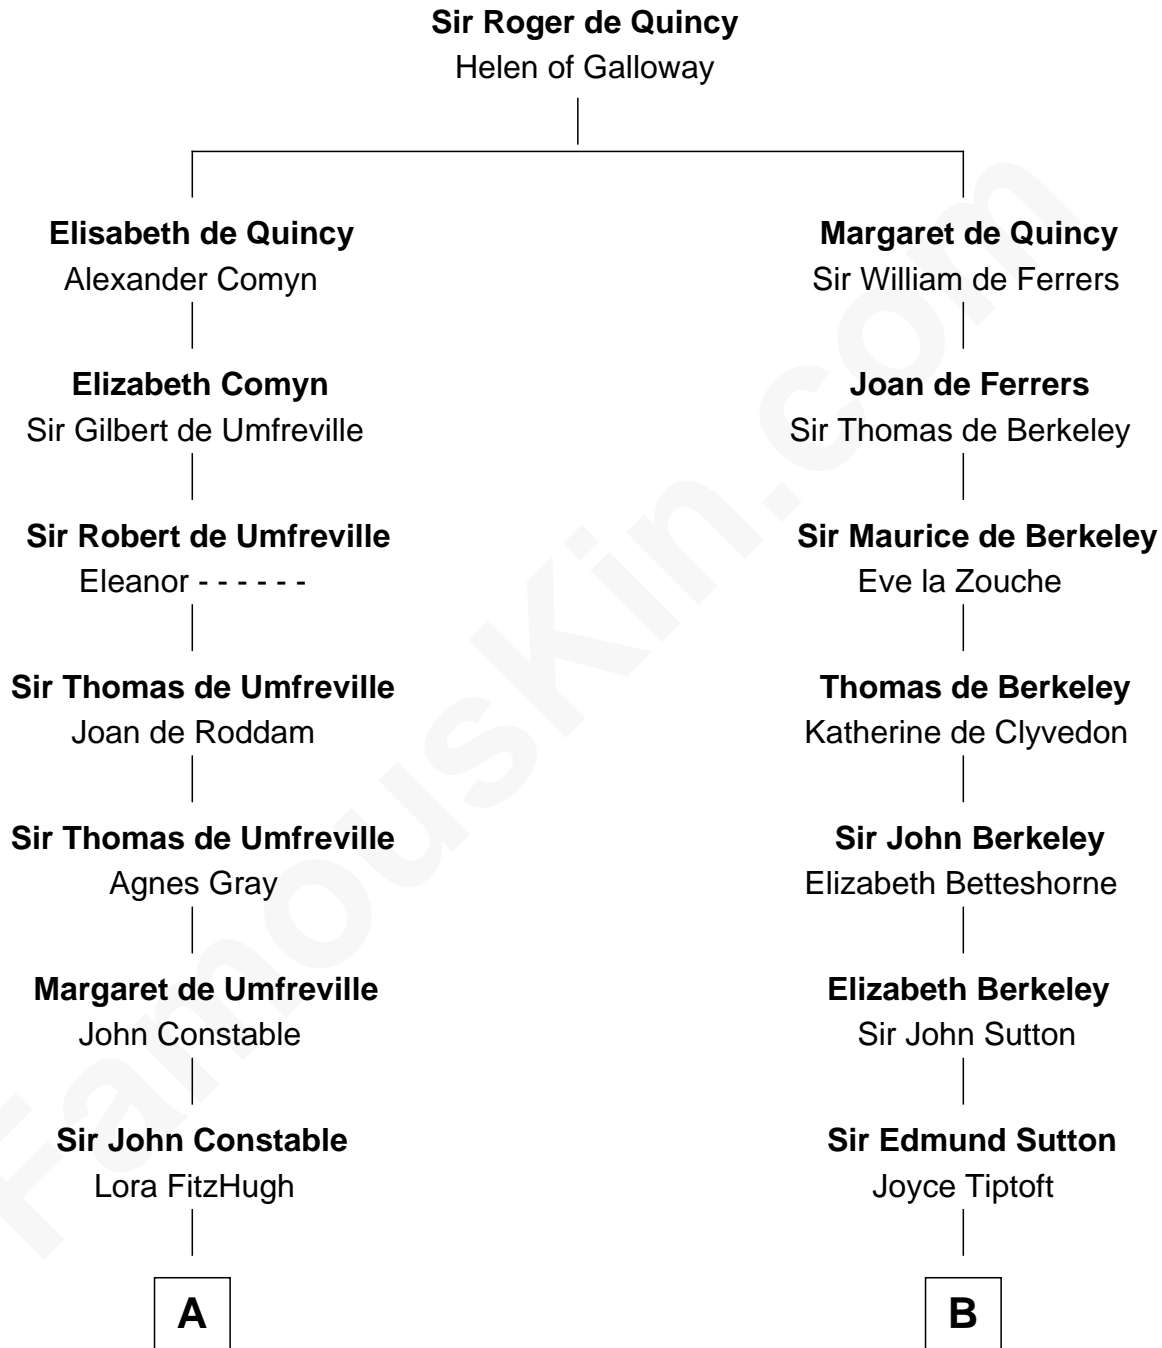 Sir Roger de Quincy
Helen of Galloway
Elisabeth de Quincy
Alexander Comyn
Margaret de Quincy
Sir William de Ferrers
Elizabeth Comyn
Sir Gilbert de Umfreville
Joan de Ferrers
Sir Thomas de Berkeley
Sir Robert de Umfreville
Eleanor - - - - - -
Sir Maurice de Berkeley
Eve la Zouche
Sir Thomas de Umfreville
Joan de Roddam
Thomas de Berkeley
Katherine de Clyvedon
Sir Thomas de Umfreville
Agnes Gray
Sir John Berkeley
Elizabeth Betteshorne
Margaret de Umfreville
John Constable
Elizabeth Berkeley
Sir John Sutton
Sir John Constable
Lora FitzHugh
Sir Edmund Sutton
Joyce Tiptoft
A
B
FamousKin.com